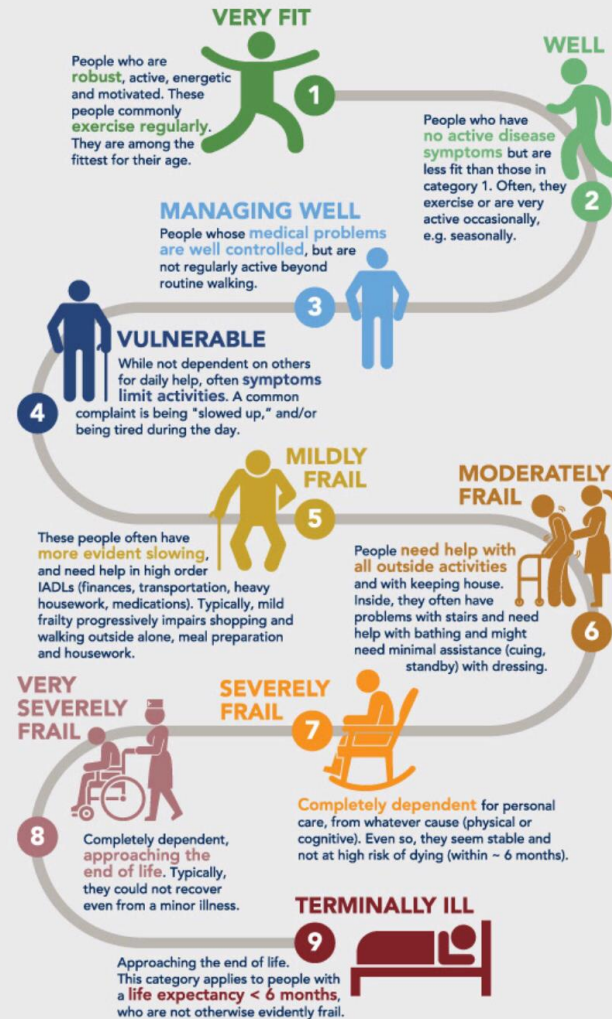 VERY FIT
People who are
robust, active, energetic
and motivated. These
people commonly
exercise regularly.
They are among the
fittest for their age.
1
WELL
People who have
no active disease
symptoms but are
less fit than those in
category 1. Often, they
exercise or are very
active occasionally,
e.g. seasonally.
2
MANAGING WELL
People whose medical problems
are well controlled, but are
not regularly active beyond
routine walking.
3
VULNERABLE
While not dependent on others
for daily help, often symptoms
limit activities. A common
complaint is being "slowed up," and/or
being tired during the day.
4
MILDLY
FRAIL
5
These people often have
more evident slowing,
and need help in high order
IADLs (finances, transportation, heavy
housework, medications). Typically, mild
frailty progressively impairs shopping and
walking outside alone, meal preparation
and housework.
MODERATELY
FRAIL
People need help with
all outside activities
and with keeping house.
Inside, they often have
problems with stairs and need
help with bathing and might
need minimal assistance (cuing,
standby) with dressing.
6
SEVERELY
FRAIL
7
Completely dependent for personal
care, from whatever cause (physical or
cognitive). Even so, they seem stable and
not at high risk of dying (within ~ 6 months).
VERY
SEVERELY
FRAIL
8
Completely dependent,
approaching the
end of life. Typically,
they could not recover
even from a minor illness.
TERMINALLY ILL
9
Approaching the end of life.
This category applies to people with
a life expectancy < 6 months,
who are not otherwise evidently frail.